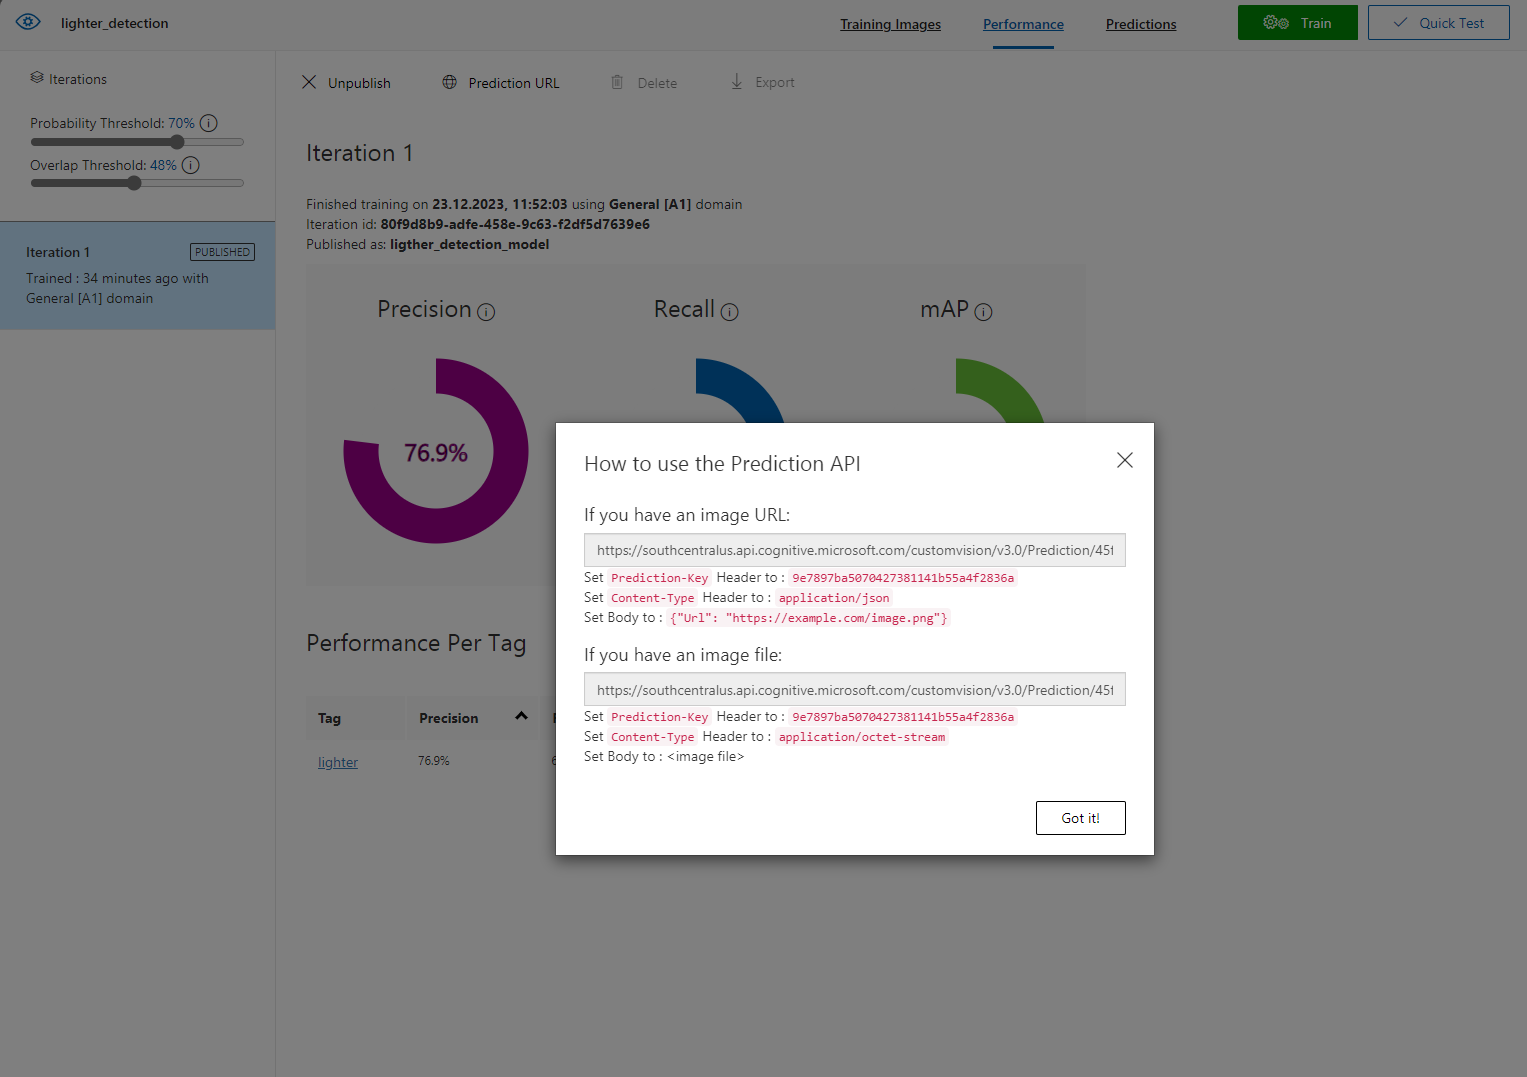 lighter_detection
Training Images
Performance
Predictions
Train
Quick Test
Iterations
Probability Threshold: 70%
Overlap Threshold: 48%
Iteration 1
PUBLISHED
Trained : 34 minutes ago with
General [A1] domain
Unpublish
Prediction URL
Delete
Export
Iteration 1
Finished training on 23.12.2023, 11:52:03 using General [A1] domain
Iteration id: 80f9d8b9-adfe-458e-9c63-f2df5d7639e6
Published as: ligther_detection_model
Precision
Recall
mAP
76.9%
Performance Per Tag
Tag
Precision
lighter
76.9%
How to use the Prediction API
If you have an image URL:
https://southcentralus.api.cognitive.microsoft.com/customvision/v3.0/Prediction/45f
Set Prediction-Key Header to : 9e7897ba5070427381141b55a4f2836a
Set Content-Type Header to : application/json
Set Body to : {"Url": "https://example.com/image.png"}
If you have an image file:
https://southcentralus.api.cognitive.microsoft.com/customvision/v3.0/Prediction/45f
Set Prediction-Key Header to : 9e7897ba5070427381141b55a4f2836a
Set Content-Type Header to : application/octet-stream
Set Body to : <image file>
Got it!